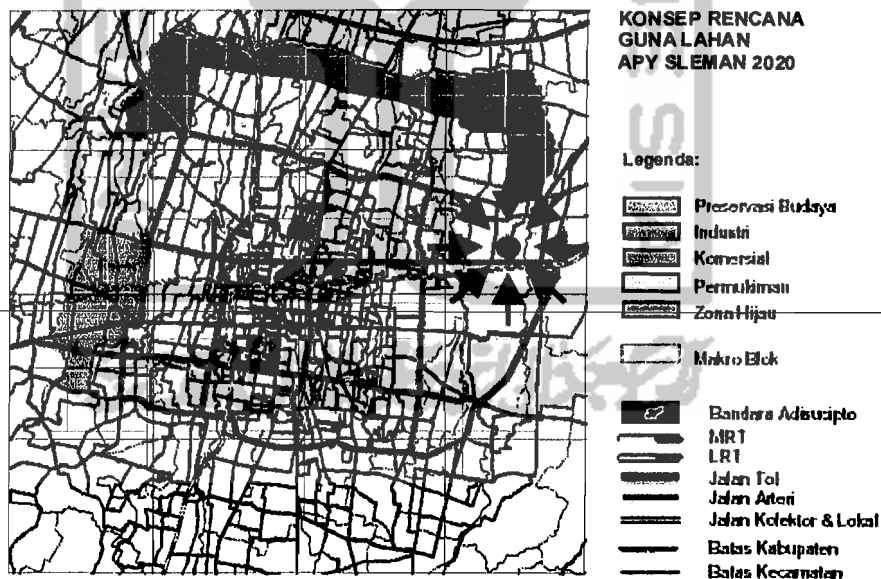 KONSEP RENCANA
GUNA LAHAN
APY SLEMAN 2020
Legenda:
Preservasi Budaya
Industri
Komersial
Permukiman
Zona Hijau
Makro Blok
Bandara Adisucipto
MRT
LRT
Jalan Tol
Jalan Arteri
Jalan Kolektor & Lokal
Batas Kabupaten
Batas Kecamatan